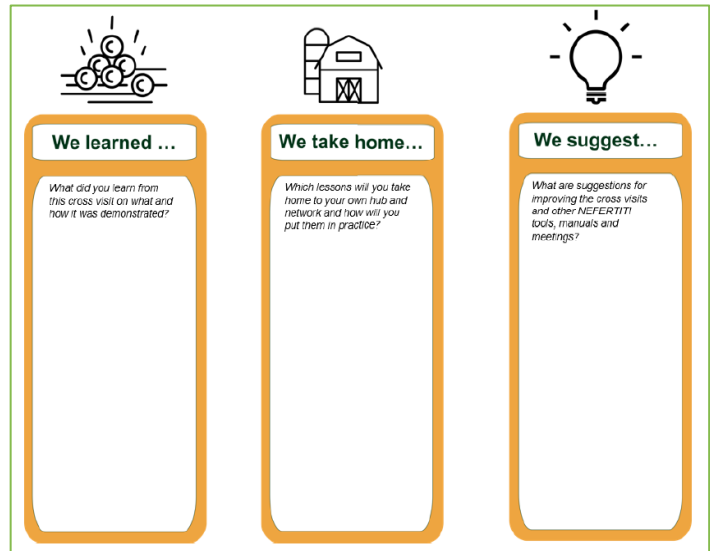 We learned ...
What did you learn from
this cross visit on what and
how it was demonstrated?
We take home...
Which lessons will you take
home to your own hub and
network and how will you
put them in practice?
We suggest...
What are suggestions for
improving the cross visits
and other NEFERTITI
tools, manuals and
meetings?